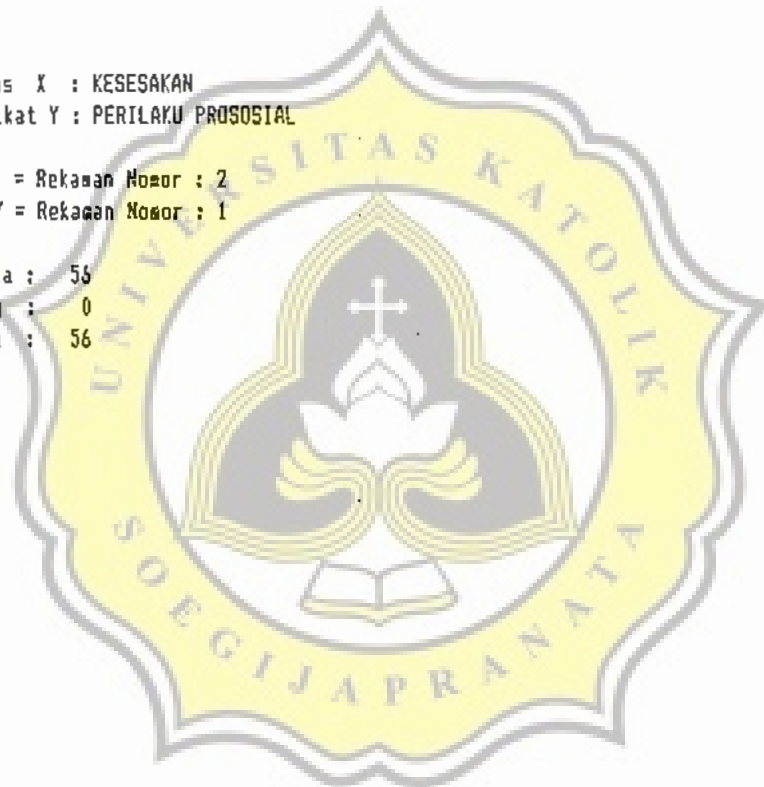 X : KESESAKAN
Y : PERILAKU PROSOSIAL
= Rekaman Nomor : 2
= Rekaman Nomor : 1
: 56
: 0
: 56
UNIVERSITAS KATOLIK
SOEGIJAPRANATA